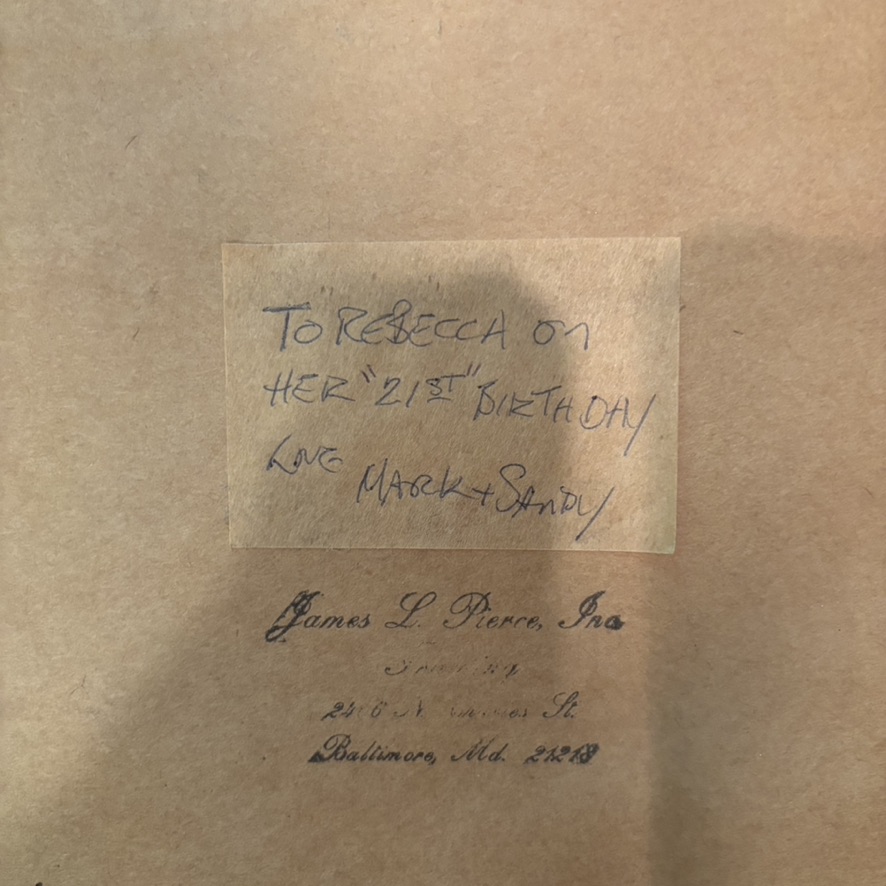 TO REBECCA ON
HER "21ST" BIRTHDAY
LOVE
MARK + SANDY
James L. Pierce, Inc
N. St.
Baltimore, Md. 21218